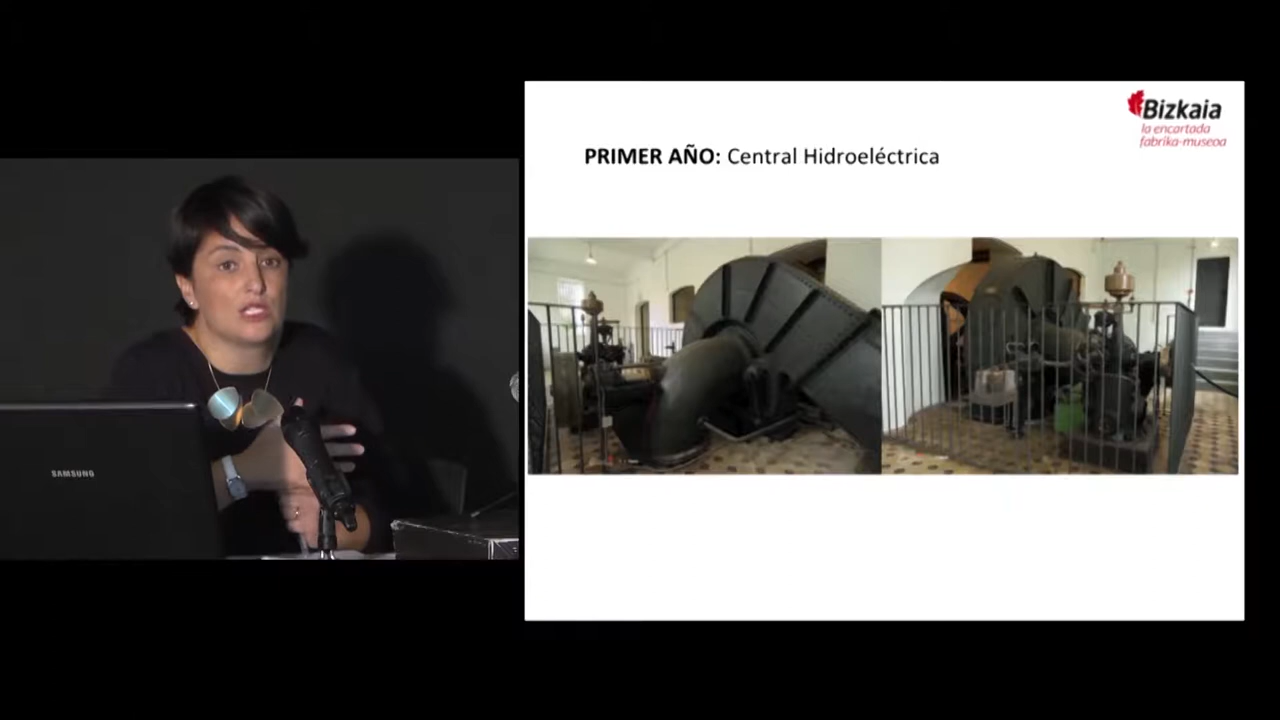 SAMSUNG
Bizkaia
la encartada
fabrika-museoa
PRIMER AÑO: Central Hidroeléctrica